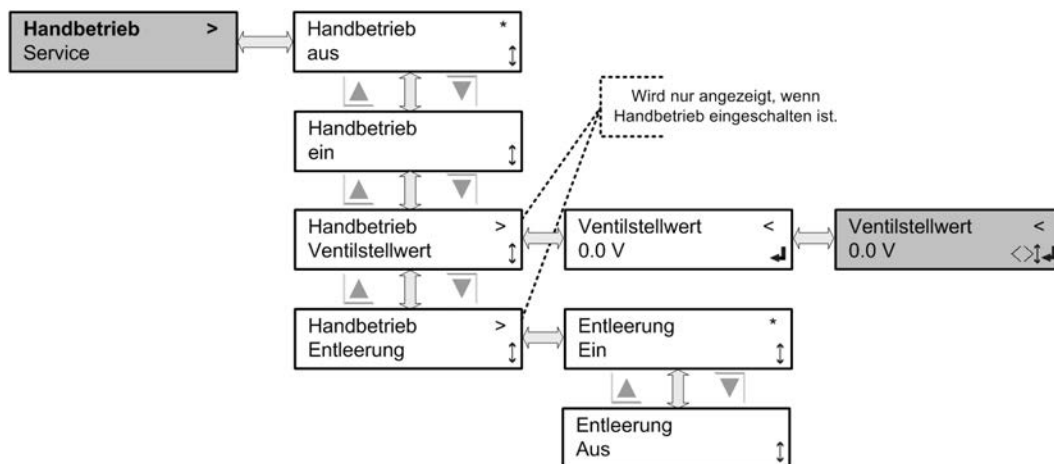 Handbetrieb >
Service
Handbetrieb *
aus
Handbetrieb
ein
Wird nur angezeigt, wenn
Handbetrieb eingeschalten ist.
Handbetrieb >
Ventilstellwert
Ventilstellwert <
0.0 V
Ventilstellwert <
0.0 V
Handbetrieb >
Entleerung
Entleerung *
Ein
Entleerung
Aus